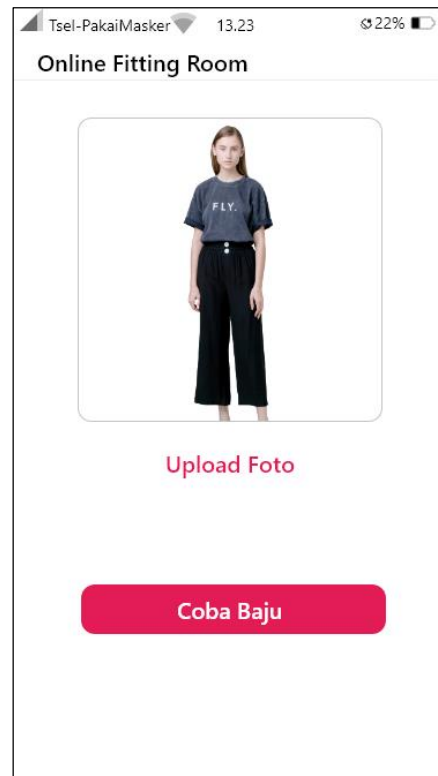 Tsel-PakaiMasker 13.23 22%
Online Fitting Room
FLY.
Upload Foto
Coba Baju